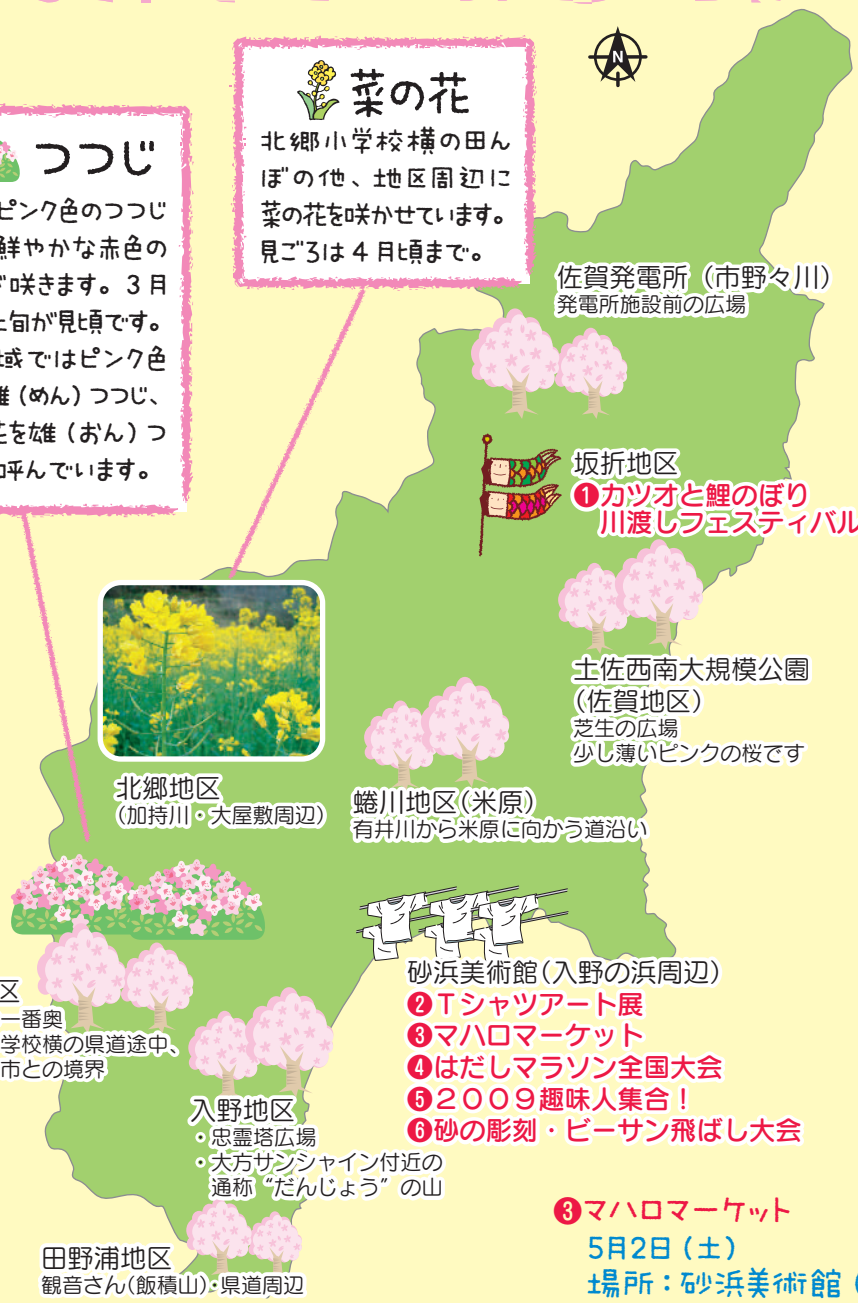 N
菜の花
北郷小学校横の田ん
ぼの他、地区周辺に
菜の花を咲かせています。
見ごろは4月頃まで。
つつじ
ピンク色のつつじ
鮮やかな赤色の
咲きます。3月
上旬が見頃です。
域ではピンク色
雌（めん）つつじ、
花を雄（おん）つ
呼んでいます。
佐賀発電所（市野々川）
発電所施設前の広場
坂折地区
❶カツオと鯉のぼり
川渡しフェスティバル
土佐西南大規模公園
（佐賀地区）
芝生の広場
少し薄いピンクの桜です
北郷地区
（加持川・大屋敷周辺）
蜷川地区（米原）
有井川から米原に向かう道沿い
砂浜美術館（入野の浜周辺）
❷Ｔシャツアート展
❸マハロマーケット
❹はだしマラソン全国大会
❺２００９趣味人集合！
❻砂の彫刻・ビーサン飛ばし大会
区
一番奥
学校横の県道途中、
市との境界
入野地区
・忠霊塔広場
・大方サンシャイン付近の
通称“だんじょう”の山
田野浦地区
観音さん（飯積山）・県道周辺
❸マハロマーケット
5月2日（土）
場所：砂浜美術館（